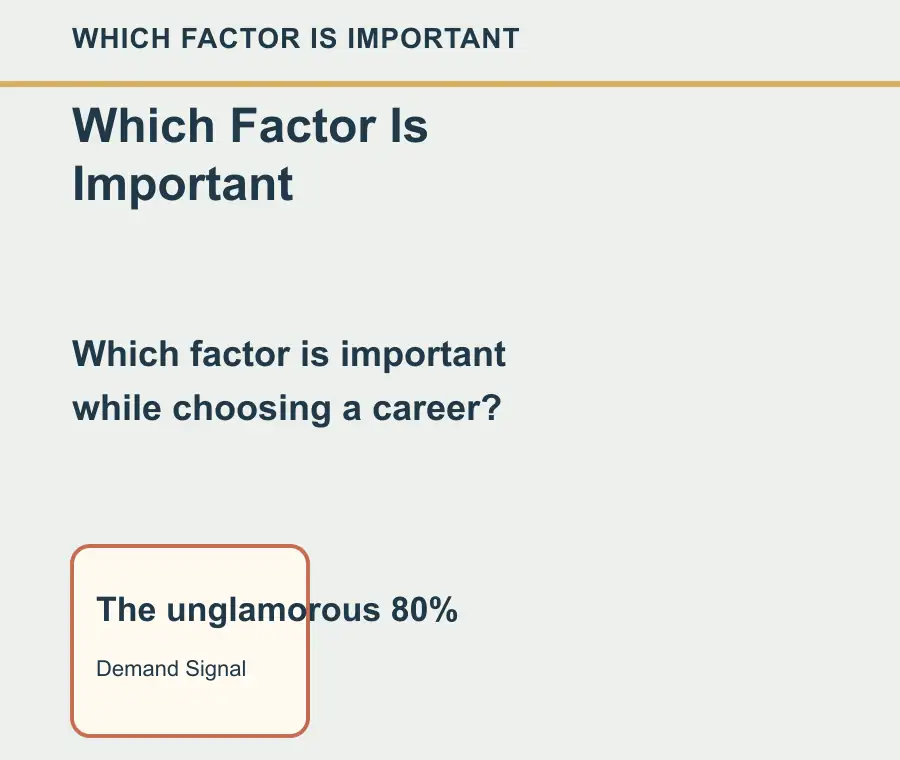 WHICH FACTOR IS IMPORTANT
Which Factor Is
Important
Which factor is important
while choosing a career?
The unglamorous 80%
Demand Signal